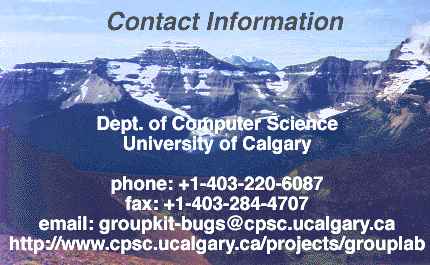 Contact Information
Dept. of Computer Science
University of Calgary
phone: +1-403-220-6087
fax: +1-403-284-4707
email: groupkit-bugs@cpsc.ucalgary.ca
http://www.cpsc.ucalgary.ca/projects/grouplab